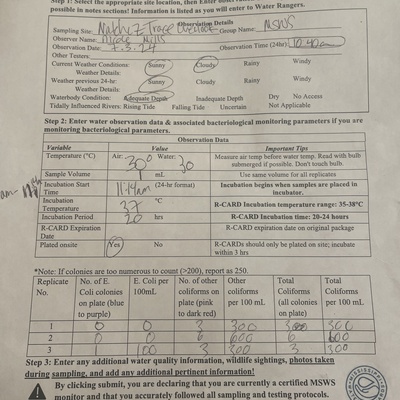 Step 1: Select the appropriate site location, then Enter
possible in notes sections! Information is listed as you will enter to Water Rangers.
Observation Details
Sampling Site: Natchez Trace Overlook Group Name: MSWS
Observer Name: Nicole Mills
Observation Date: 7-3-24 Observation Time (24hr) 10:40am
Other Testers:
Current Weather Conditions: Sunny Cloudy Rainy Windy
Weather Details:
Weather previous 24-hr: Sunny Cloudy Rainy Windy
Weather Details:
Waterbody Condition: Adequate Depth Inadequate Depth Dry No Access
Tidally Influenced Rivers: Rising Tide Falling Tide Uncertain Not Applicable
Step 2: Enter water observation data & associated bacteriological monitoring parameters if you are
monitoring bacteriological parameters.
Observation Data
Variable Value Important Tips
Temperature (°C) Air: 30° Water: 30 Measure air temp before water temp. Read with bulb
submerged if possible. Don't touch bulb.
Sample Volume 1 mL Use same volume for all replicates
Incubation Start
Time 11:14am (24-hr format) Incubation begins when samples are placed in
incubator.
Incubation
Temperature 37 °C R-CARD Incubation temperature range: 35-38°C
Incubation Period 20 hrs R-CARD Incubation time: 20-24 hours
R-CARD Expiration
Date R-CARD expiration date on original package
Plated onsite Yes No R-CARDs should only be plated on site; incubate
within 3 hrs
*Note: If colonies are too numerous to count (>200), report as 250.
Replicate
No. No. of E.
Coli colonies
on plate (blue
to purple) E. Coli per
100mL No. of other
coliforms on
plate (pink
to dark red) Other
coliforms
per 100 mL Total
Coliforms
(all colonies
on plate) Total
Coliforms
per 100 mL
1 0 0 3 300 3 300
2 0 0 6 600 6 600
3 1 100 3 300 3 300
Step 3: Enter any additional water quality information, wildlife sightings, photos taken
during sampling, and add any additional pertinent information!
By clicking submit, you are declaring that you are currently a certified MSWS
monitor and that you accurately followed all sampling and testing protocols.